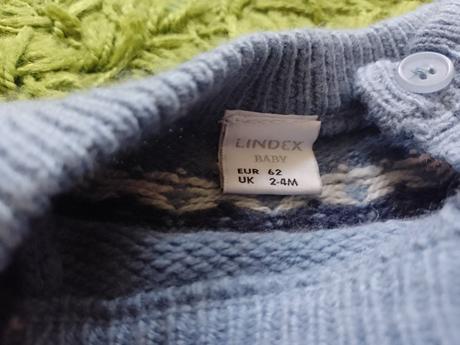 LINDEX
BABY
EUR 62
UK 2-4M